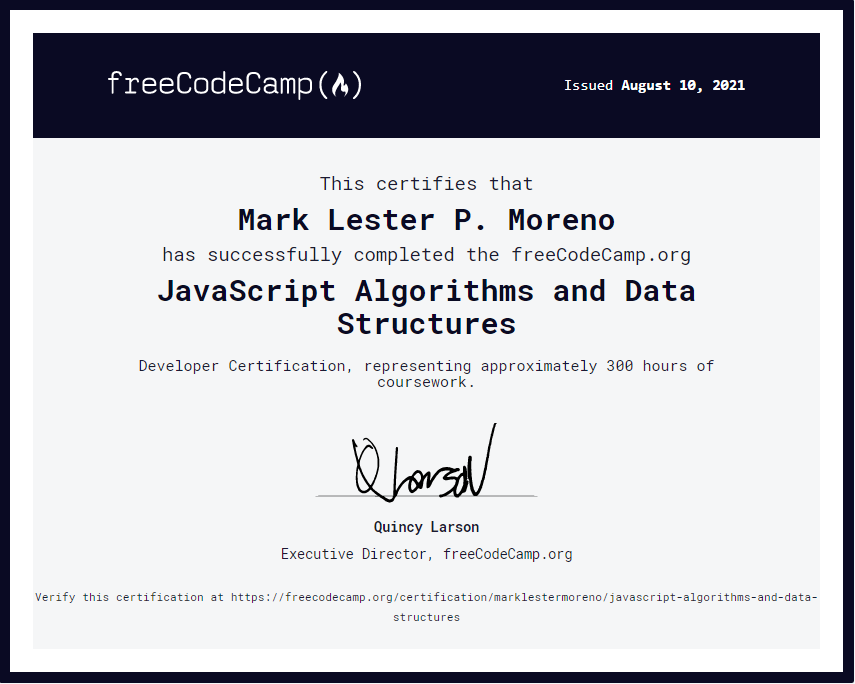 freeCodeCamp(🔥)
Issued August 10, 2021
This certifies that
Mark Lester P. Moreno
has successfully completed the freeCodeCamp.org
JavaScript Algorithms and Data
Structures
Developer Certification, representing approximately 300 hours of
coursework.
Q Larson
Quincy Larson
Executive Director, freeCodeCamp.org
Verify this certification at https://freecodecamp.org/certification/marklestermoreno/javascript-algorithms-and-data-
structures